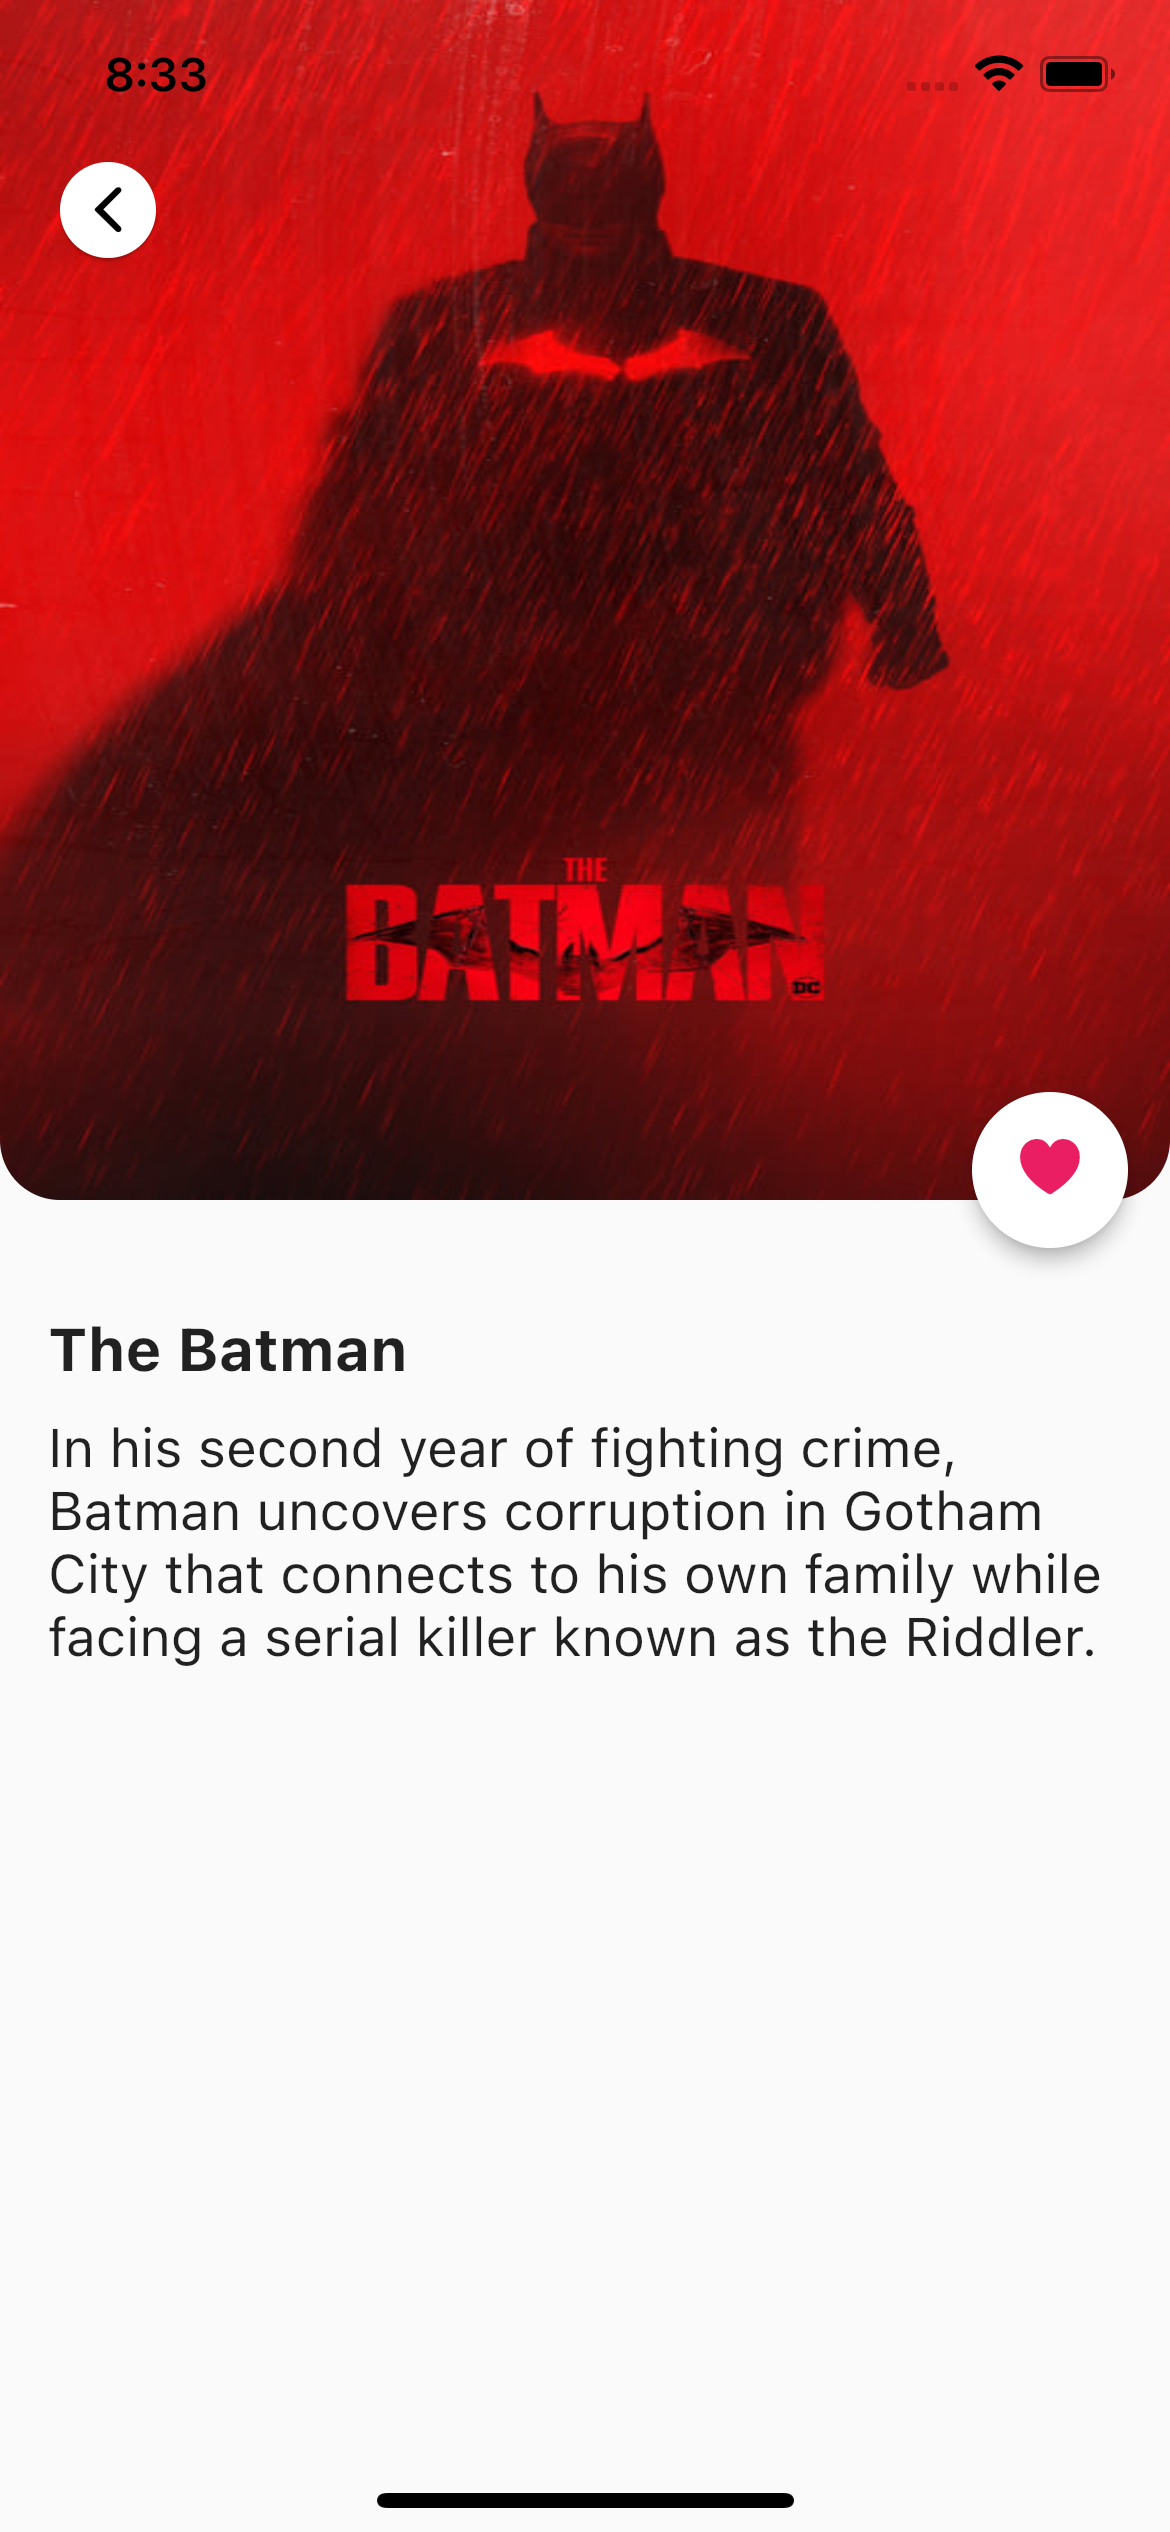 8:33
THE
BATMAN
DC
The Batman
In his second year of fighting crime,
Batman uncovers corruption in Gotham
City that connects to his own family while
facing a serial killer known as the Riddler.